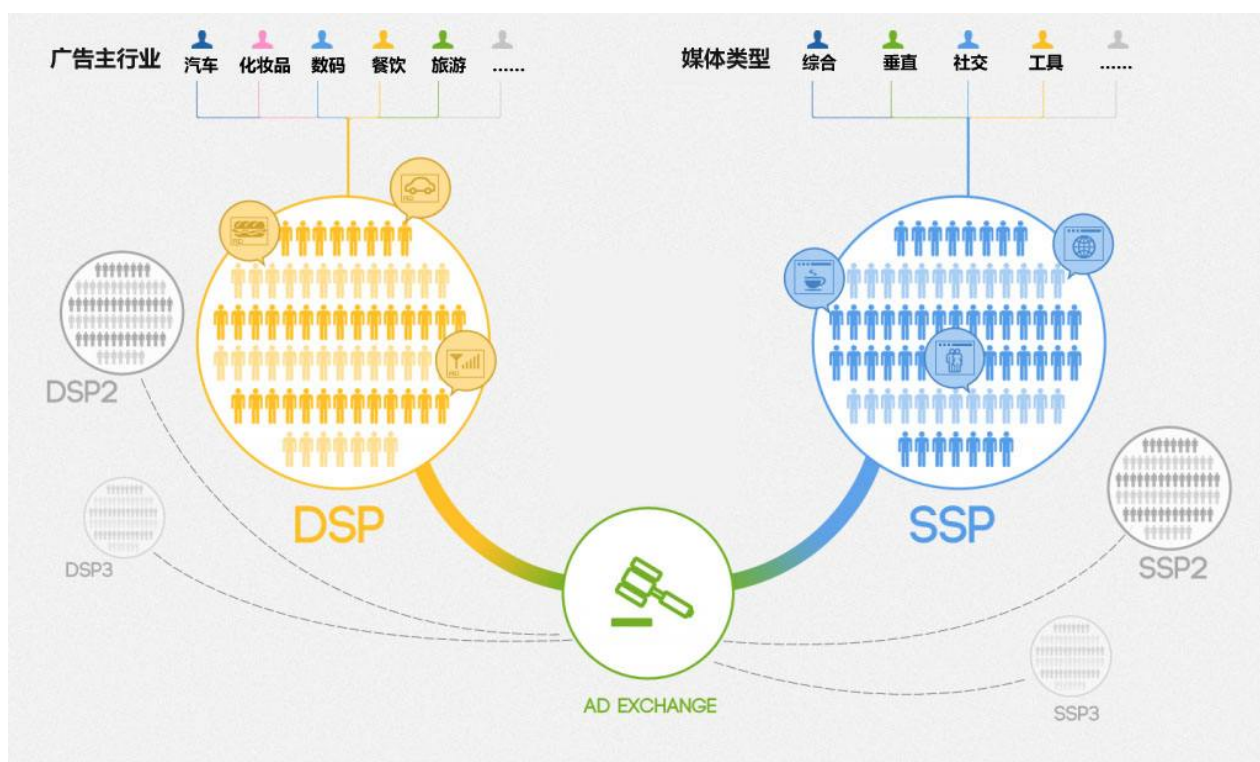 广告主行业 汽车 化妆品 数码 餐饮 旅游 ......
媒体类型 综合 垂直 社交 工具 ......
DSP
DSP2
DSP3
SSP
SSP2
SSP3
AD EXCHANGE